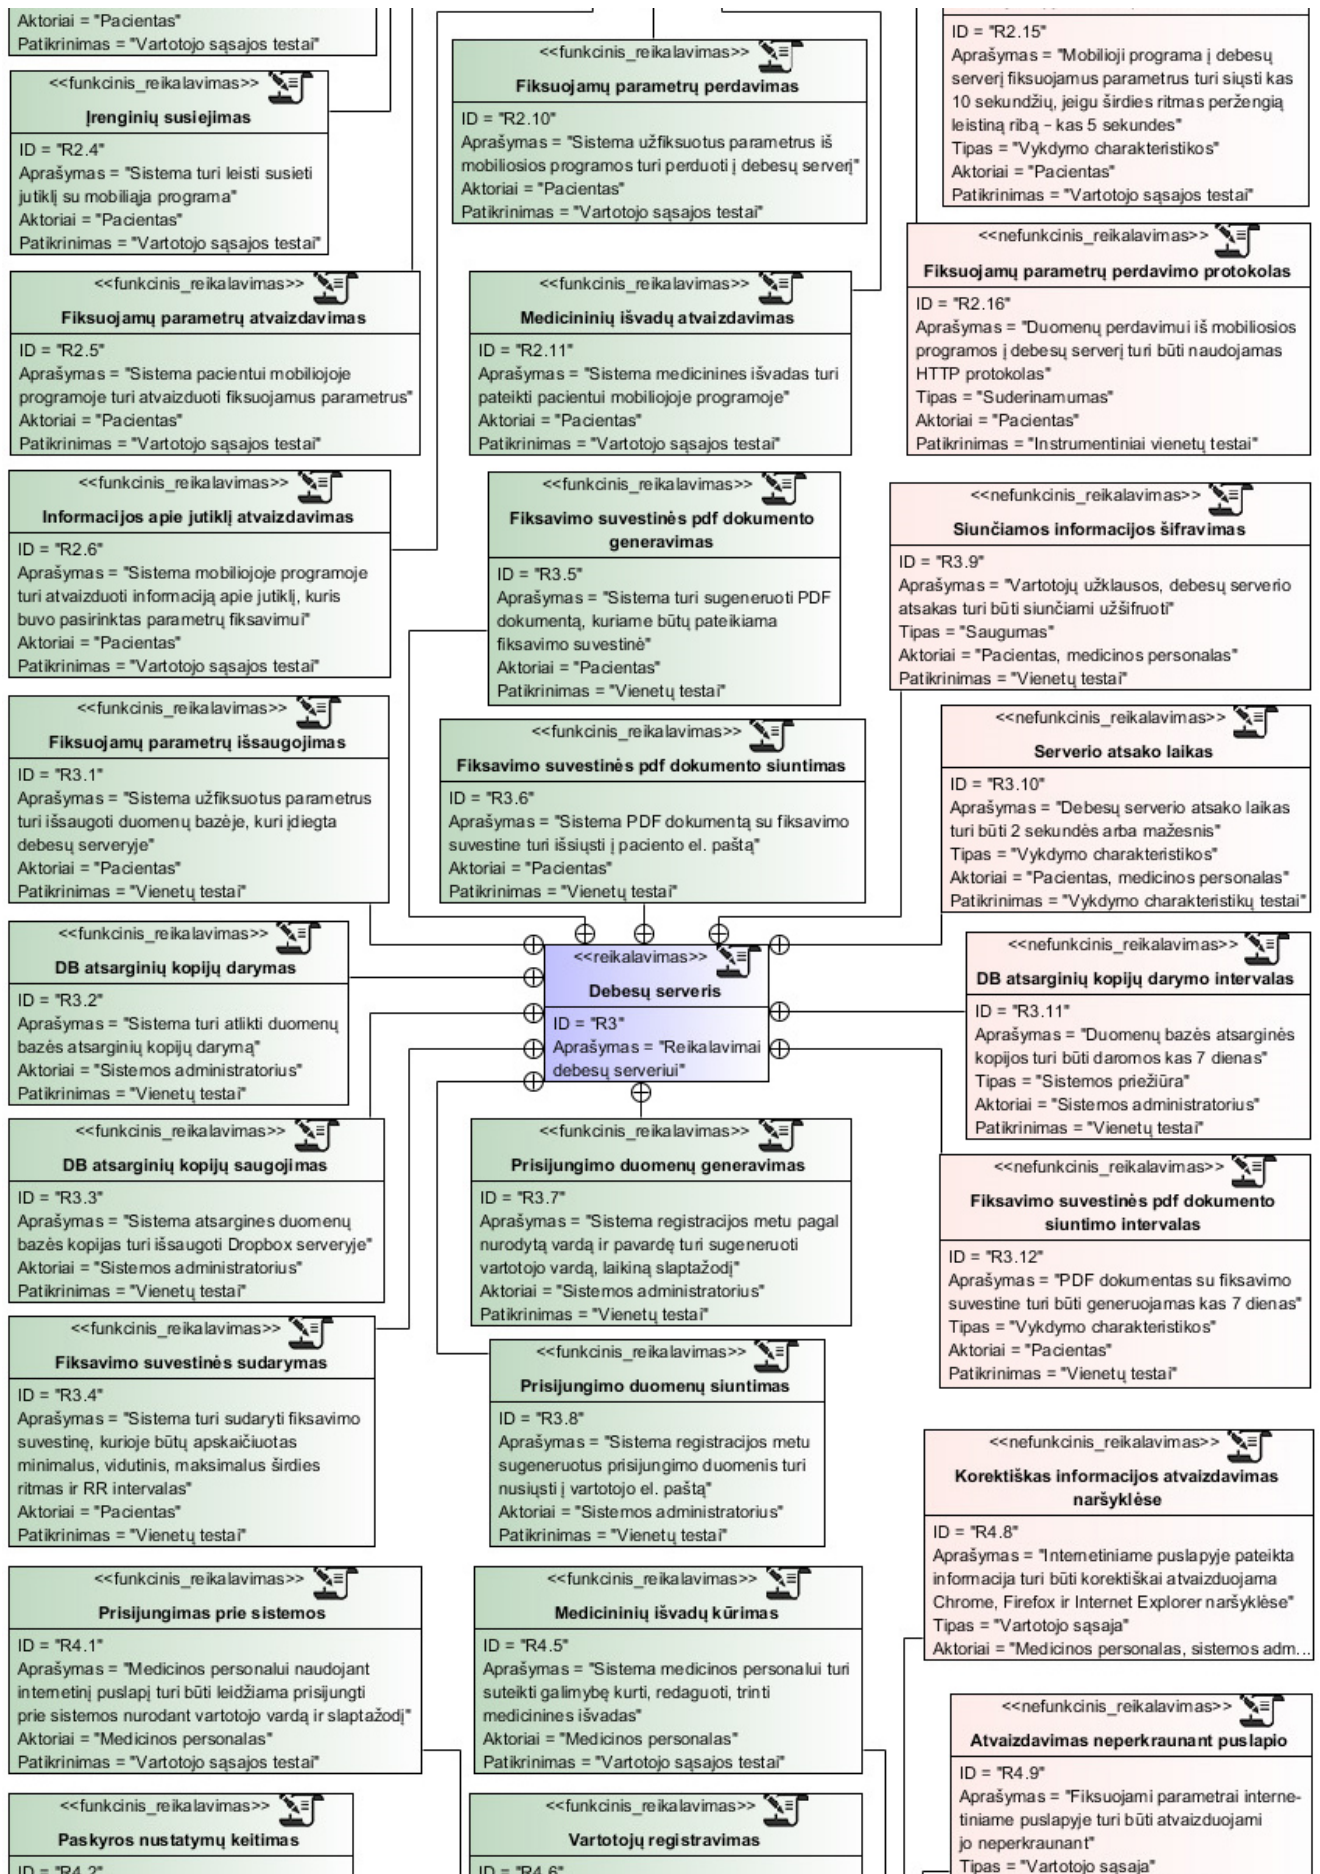 Aktoriai = "Pacientas"
Patikrinimas = "Vartotojo sąsajos testai"
<<funkcinis_reikalavimas>>
Įrenginių susiejimas
ID = "R2.4"
Aprašymas = "Sistema turi leisti susieti
jutiklį su mobiliąja programa"
Aktoriai = "Pacientas"
Patikrinimas = "Vartotojo sąsajos testai"
<<funkcinis_reikalavimas>>
Fiksuojamų parametrų perdavimas
ID = "R2.10"
Aprašymas = "Sistema užfiksuotus parametrus iš
mobiliosios programos turi perduoti į debesų serverį"
Aktoriai = "Pacientas"
Patikrinimas = "Vartotojo sąsajos testai"
ID = "R2.15"
Aprašymas = "Mobilioji programa į debesų
serverį fiksuojamus parametrus turi siųsti kas
10 sekundžių, jeigu širdies ritmas peržengią
leistiną ribą – kas 5 sekundes"
Tipas = "Vykdymo charakteristikos"
Aktoriai = "Pacientas"
Patikrinimas = "Vartotojo sąsajos testai"
<<funkcinis_reikalavimas>>
Fiksuojamų parametrų atvaizdavimas
ID = "R2.5"
Aprašymas = "Sistema pacientui mobiliojoje
programoje turi atvaizduoti fiksuojamus parametrus"
Aktoriai = "Pacientas"
Patikrinimas = "Vartotojo sąsajos testai"
<<funkcinis_reikalavimas>>
Medicininių išvadų atvaizdavimas
ID = "R2.11"
Aprašymas = "Sistema medicinines išvadas turi
pateikti pacientui mobiliojoje programoje"
Aktoriai = "Pacientas"
Patikrinimas = "Vartotojo sąsajos testai"
<<nefunkcinis_reikalavimas>>
Fiksuojamų parametrų perdavimo protokolas
ID = "R2.16"
Aprašymas = "Duomenų perdavimui iš mobiliosios
programos į debesų serverį turi būti naudojamas
HTTP protokolas"
Tipas = "Suderinamumas"
Aktoriai = "Pacientas"
Patikrinimas = "Instrumentiniai vienetų testai"
<<funkcinis_reikalavimas>>
Informacijos apie jutiklį atvaizdavimas
ID = "R2.6"
Aprašymas = "Sistema mobiliojoje programoje
turi atvaizduoti informaciją apie jutiklį, kuris
buvo pasirinktas parametrų fiksavimui"
Aktoriai = "Pacientas"
Patikrinimas = "Vartotojo sąsajos testai"
<<funkcinis_reikalavimas>>
Fiksavimo suvestinės pdf dokumento
generavimas
ID = "R3.5"
Aprašymas = "Sistema turi sugeneruoti PDF
dokumentą, kuriame būtų pateikiama
fiksavimo suvestinė"
Aktoriai = "Pacientas"
Patikrinimas = "Vienetų testai"
<<nefunkcinis_reikalavimas>>
Siunčiamos informacijos šifravimas
ID = "R3.9"
Aprašymas = "Vartotojų užklausos, debesų serverio
atsakas turi būti siunčiami užšifruoti"
Tipas = "Saugumas"
Aktoriai = "Pacientas, medicinos personalas"
Patikrinimas = "Vienetų testai"
<<funkcinis_reikalavimas>>
Fiksuojamų parametrų išsaugojimas
ID = "R3.1"
Aprašymas = "Sistema užfiksuotus parametrus
turi išsaugoti duomenų bazėje, kuri įdiegta
debesų serveryje"
Aktoriai = "Pacientas"
Patikrinimas = "Vienetų testai"
<<funkcinis_reikalavimas>>
Fiksavimo suvestinės pdf dokumento siuntimas
ID = "R3.6"
Aprašymas = "Sistema PDF dokumentą su fiksavimo
suvestine turi išsiųsti į paciento el. paštą"
Aktoriai = "Pacientas"
Patikrinimas = "Vienetų testai"
<<nefunkcinis_reikalavimas>>
Serverio atsako laikas
ID = "R3.10"
Aprašymas = "Debesų serverio atsako laikas
turi būti 2 sekundės arba mažesnis"
Tipas = "Vykdymo charakteristikos"
Aktoriai = "Pacientas, medicinos personalas"
Patikrinimas = "Vykdymo charakteristikų testai"
<<funkcinis_reikalavimas>>
DB atsarginių kopijų darymas
ID = "R3.2"
Aprašymas = "Sistema turi atlikti duomenų
bazės atsarginių kopijų darymą"
Aktoriai = "Sistemos administratorius"
Patikrinimas = "Vienetų testai"
<<reikalavimas>>
Debesų serveris
ID = "R3"
Aprašymas = "Reikalavimai
debesų serveriui"
<<nefunkcinis_reikalavimas>>
DB atsarginių kopijų darymo intervalas
ID = "R3.11"
Aprašymas = "Duomenų bazės atsarginės
kopijos turi būti daromos kas 7 dienas"
Tipas = "Sistemos priežiūra"
Aktoriai = "Sistemos administratorius"
Patikrinimas = "Vienetų testai"
<<funkcinis_reikalavimas>>
DB atsarginių kopijų saugojimas
ID = "R3.3"
Aprašymas = "Sistema atsargines duomenų
bazės kopijas turi išsaugoti Dropbox serveryje"
Aktoriai = "Sistemos administratorius"
Patikrinimas = "Vienetų testai"
<<funkcinis_reikalavimas>>
Prisijungimo duomenų generavimas
ID = "R3.7"
Aprašymas = "Sistema registracijos metu pagal
nurodytą vardą ir pavardę turi sugeneruoti
vartotojo vardą, laikiną slaptažodį"
Aktoriai = "Sistemos administratorius"
Patikrinimas = "Vienetų testai"
<<nefunkcinis_reikalavimas>>
Fiksavimo suvestinės pdf dokumento
siuntimo intervalas
ID = "R3.12"
Aprašymas = "PDF dokumentas su fiksavimo
suvestine turi būti generuojamas kas 7 dienas"
Tipas = "Vykdymo charakteristikos"
Aktoriai = "Pacientas"
Patikrinimas = "Vienetų testai"
<<funkcinis_reikalavimas>>
Fiksavimo suvestinės sudarymas
ID = "R3.4"
Aprašymas = "Sistema turi sudaryti fiksavimo
suvestinę, kurioje būtų apskaičiuotas
minimalus, vidutinis, maksimalus širdies
ritmas ir RR intervalas"
Aktoriai = "Pacientas"
Patikrinimas = "Vienetų testai"
<<funkcinis_reikalavimas>>
Prisijungimo duomenų siuntimas
ID = "R3.8"
Aprašymas = "Sistema registracijos metu
sugeneruotus prisijungimo duomenis turi
nusiųsti į vartotojo el. paštą"
Aktoriai = "Sistemos administratorius"
Patikrinimas = "Vienetų testai"
<<nefunkcinis_reikalavimas>>
Korektiškas informacijos atvaizdavimas
naršyklėse
ID = "R4.8"
Aprašymas = "Internetiniame puslapyje pateikta
informacija turi būti korektiškai atvaizduojama
Chrome, Firefox ir Internet Explorer naršyklėse"
Tipas = "Vartotojo sąsaja"
Aktoriai = "Medicinos personalas, sistemos adm...
<<funkcinis_reikalavimas>>
Prisijungimas prie sistemos
ID = "R4.1"
Aprašymas = "Medicinos personalui naudojant
internetinį puslapį turi būti leidžiama prisijungti
prie sistemos nurodant vartotojo vardą ir slaptažodį"
Aktoriai = "Medicinos personalas"
Patikrinimas = "Vartotojo sąsajos testai"
<<funkcinis_reikalavimas>>
Medicininių išvadų kūrimas
ID = "R4.5"
Aprašymas = "Sistema medicinos personalui turi
suteikti galimybę kurti, redaguoti, trinti
medicinines išvadas"
Aktoriai = "Medicinos personalas"
Patikrinimas = "Vartotojo sąsajos testai"
<<nefunkcinis_reikalavimas>>
Atvaizdavimas neperkraunant puslapio
ID = "R4.9"
Aprašymas = "Fiksuojami parametrai interne-
tiniame puslapyje turi būti atvaizduojami
jo neperkraunant"
Tipas = "Vartotojo sąsaja"
<<funkcinis_reikalavimas>>
Paskyros nustatymų keitimas
ID = "R4.2"
<<funkcinis_reikalavimas>>
Vartotojų registravimas
ID = "R4.6"